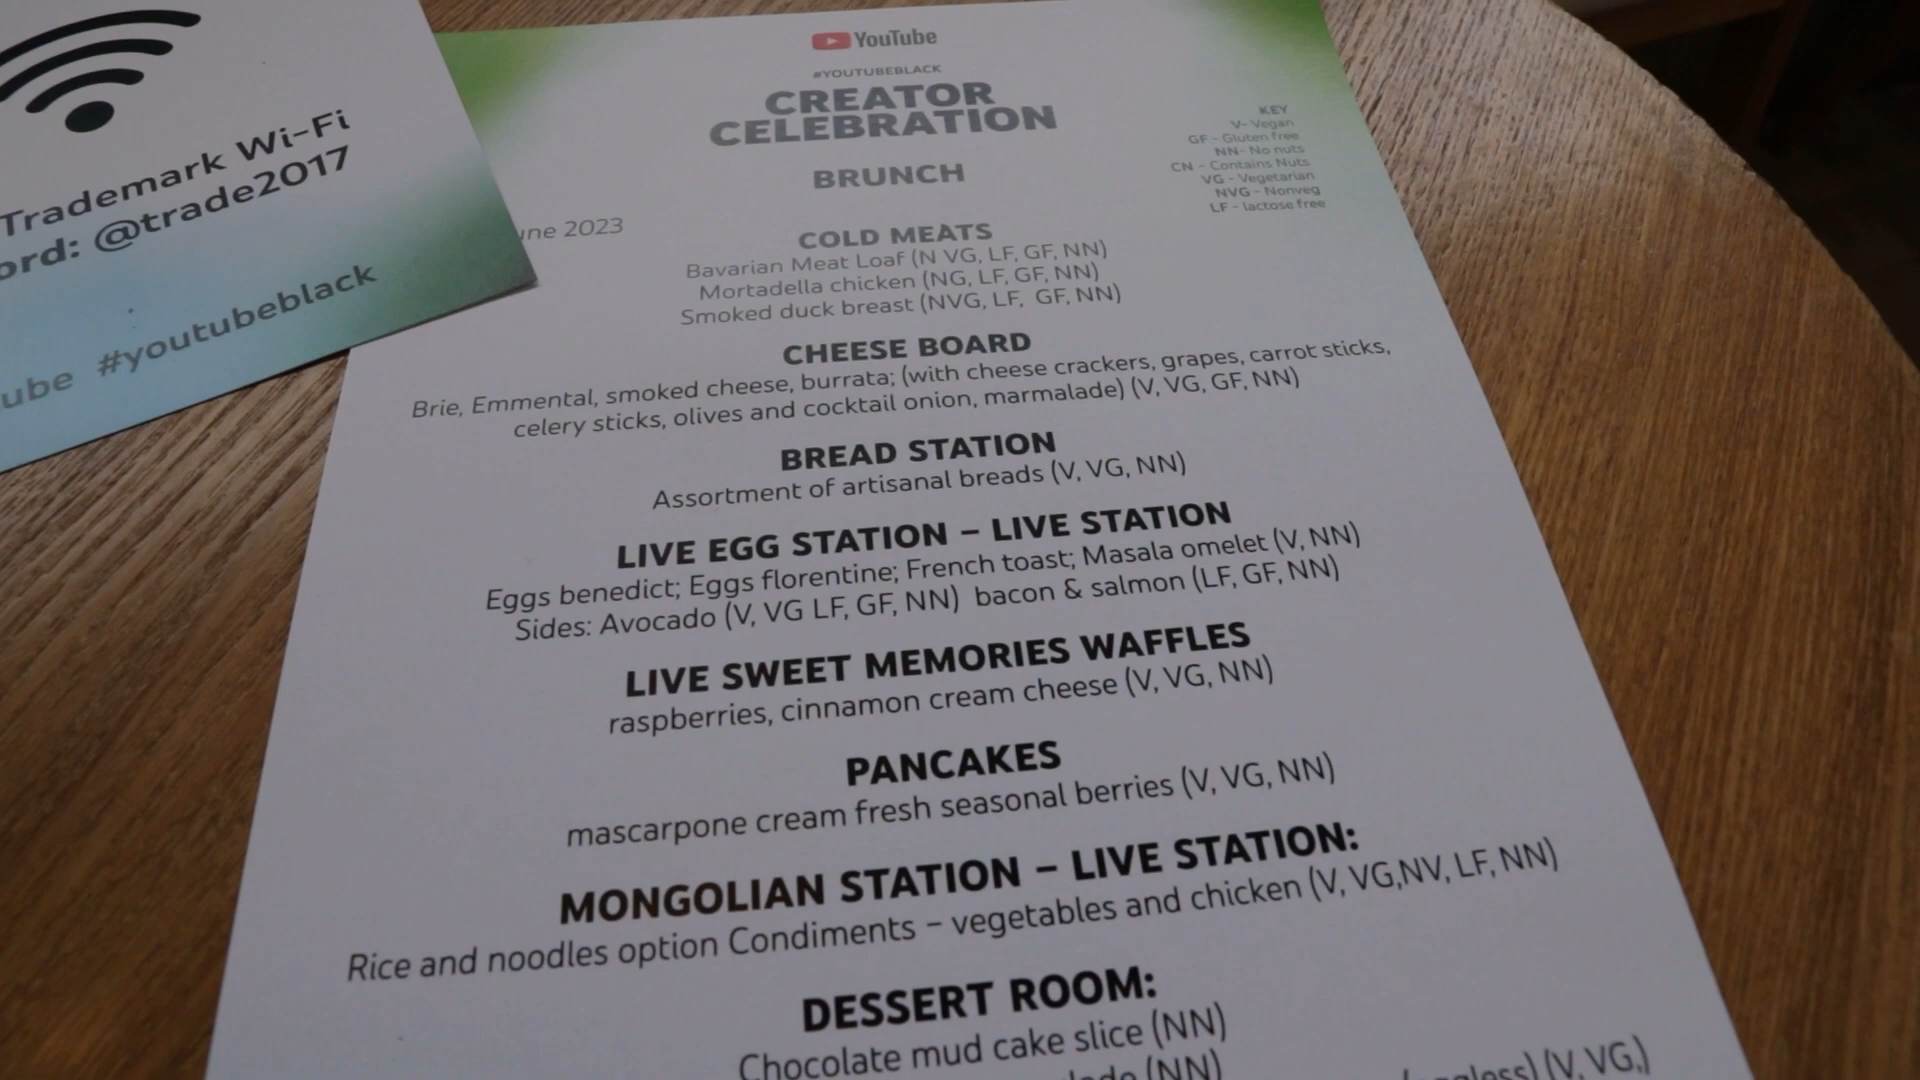 Trademark Wi-Fi
ord: @trade2017
ube #youtubeblack
YouTube
#YOUTUBEBLACK
CREATOR
CELEBRATION
BRUNCH
KEY
V- Vegan
GF - Gluten free
NN- No nuts
CN - Contains Nuts
VG - Vegetarian
NVG - Nonveg
LF - lactose free
une 2023
COLD MEATS
Bavarian Meat Loaf (N VG, LF, GF, NN)
Mortadella chicken (NG, LF, GF, NN)
Smoked duck breast (NVG, LF, GF, NN)
CHEESE BOARD
Brie, Emmental, smoked cheese, burrata; (with cheese crackers, grapes, carrot sticks,
celery sticks, olives and cocktail onion, marmalade) (V, VG, GF, NN)
BREAD STATION
Assortment of artisanal breads (V, VG, NN)
LIVE EGG STATION – LIVE STATION
Eggs benedict; Eggs florentine; French toast; Masala omelet (V, NN)
Sides: Avocado (V, VG LF, GF, NN) bacon & salmon (LF, GF, NN)
LIVE SWEET MEMORIES WAFFLES
raspberries, cinnamon cream cheese (V, VG, NN)
PANCAKES
mascarpone cream fresh seasonal berries (V, VG, NN)
MONGOLIAN STATION – LIVE STATION:
Rice and noodles option Condiments – vegetables and chicken (V, VG,NV, LF, NN)
DESSERT ROOM:
Chocolate mud cake slice (NN)
(NN)
(V, VG,)